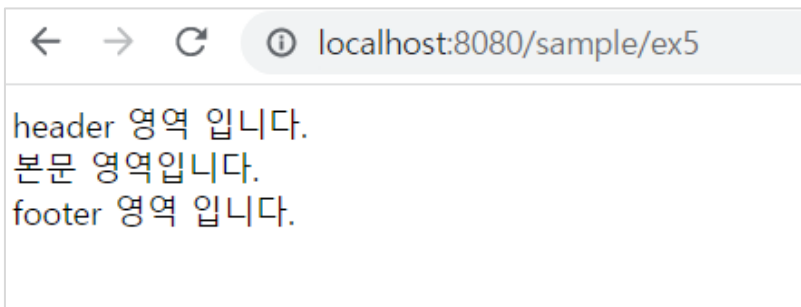 localhost:8080/sample/ex5
header 영역 입니다.
본문 영역입니다.
footer 영역 입니다.